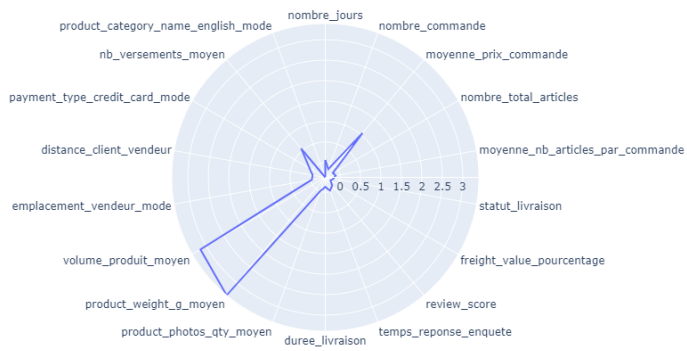 nombre_jours
product_category_name_english_mode
nombre_commande
nb_versements_moyen
moyenne_prix_commande
payment_type_credit_card_mode
nombre_total_articles
distance_client_vendeur
moyenne_nb_articles_par_commande
0 0.5 1 1.5 2 2.5 3
emplacement_vendeur_mode
statut_livraison
volume_produit_moyen
freight_value_pourcentage
product_weight_g_moyen
review_score
product_photos_qty_moyen
temps_reponse_enquete
duree_livraison